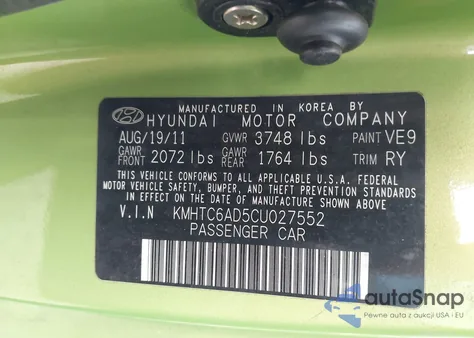 MANUFACTURED IN KOREA BY
HYUNDAI MOTOR COMPANY
AUG/19/11 GVWR 3748 lbs PAINT VE9
GAWR FRONT 2072 lbs GAWR REAR 1764 lbs TRIM RY
THIS VEHICLE CONFORMS TO ALL APPLICABLE U.S.A. FEDERAL
MOTOR VEHICLE SAFETY, BUMPER, AND THEFT PREVENTION STANDARDS
IN EFFECT ON THE DATE OF MANUFACTURE SHOWN ABOVE.
V.I.N KMHTC6AD5CU027552
PASSENGER CAR
autoSnap
Pewne auta z aukcji USA i EU